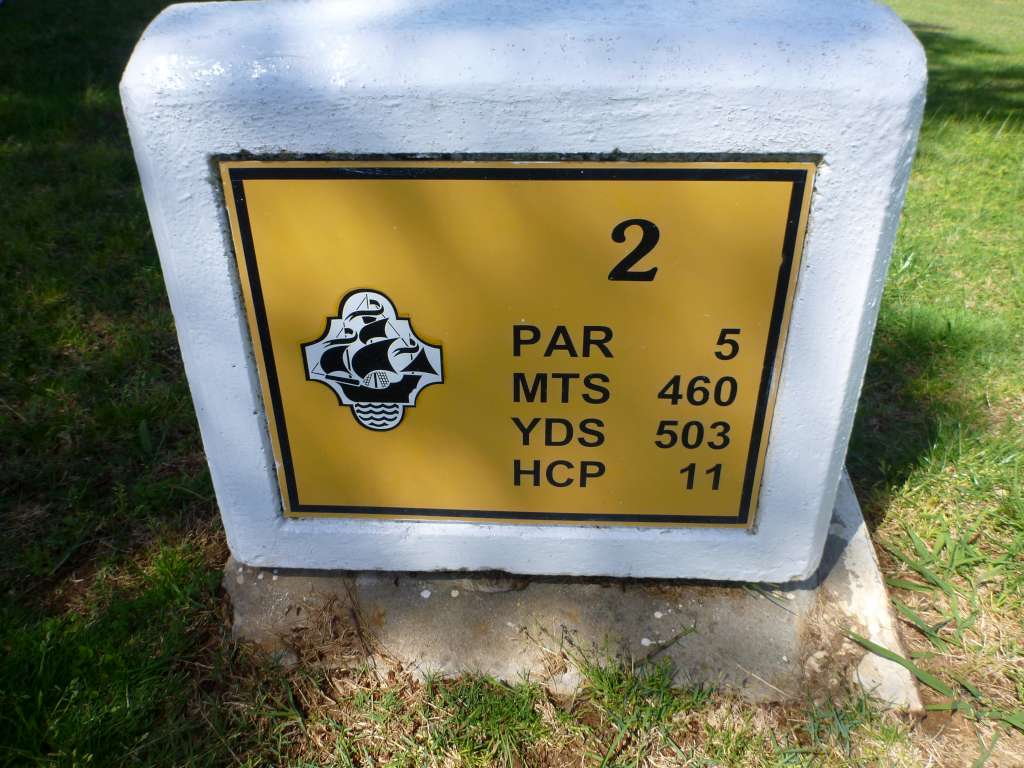 2
PAR 5
MTS 460
YDS 503
HCP 11